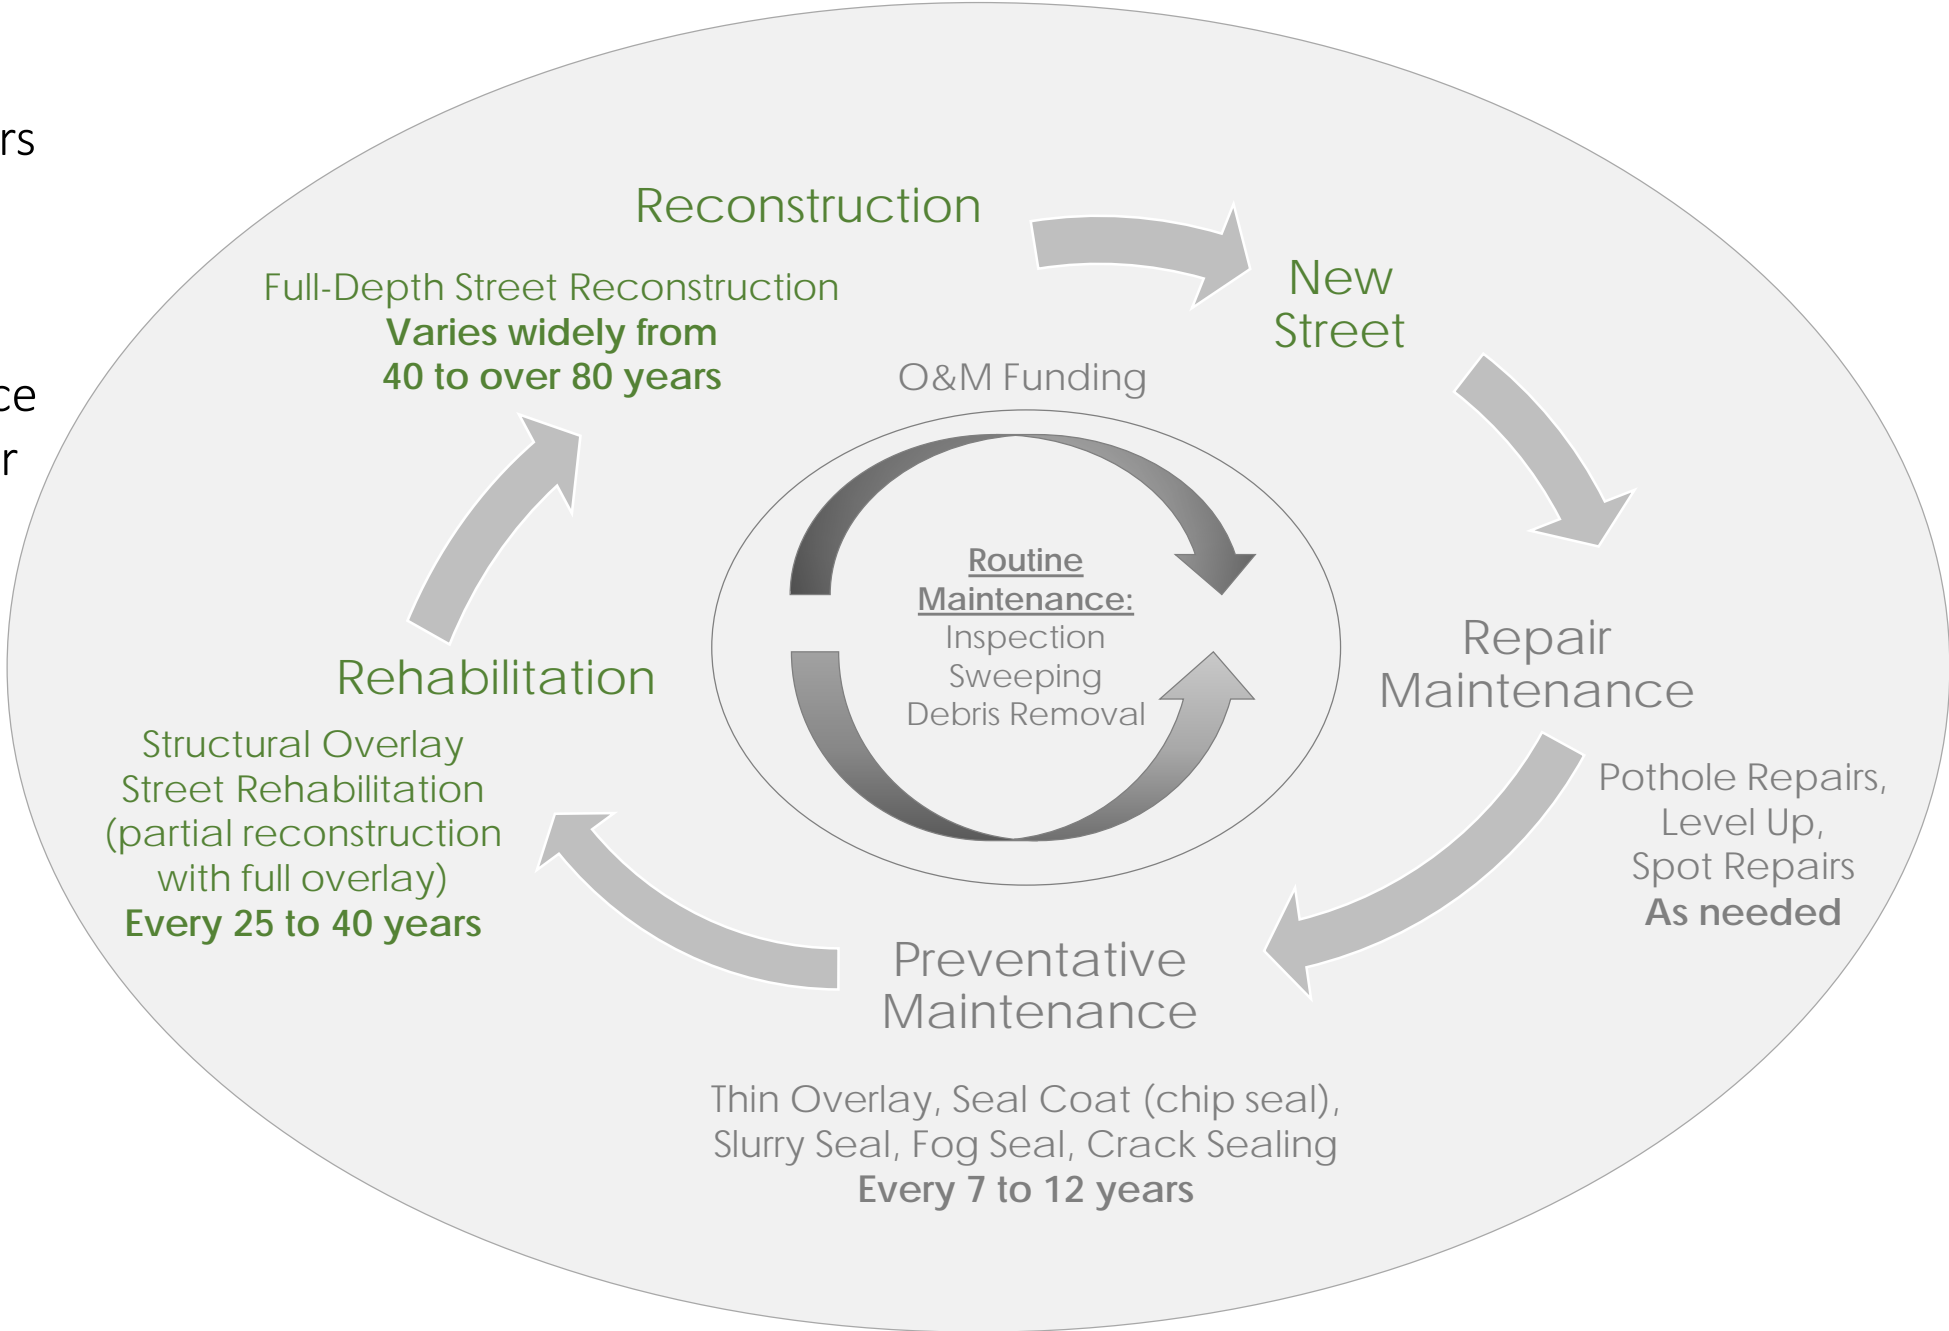 rs
ce
r
Reconstruction
Full-Depth Street Reconstruction
Varies widely from
40 to over 80 years
New
Street
O&M Funding
Routine
Maintenance:
Inspection
Sweeping
Debris Removal
Repair
Maintenance
Pothole Repairs,
Level Up,
Spot Repairs
As needed
Rehabilitation
Structural Overlay
Street Rehabilitation
(partial reconstruction
with full overlay)
Every 25 to 40 years
Preventative
Maintenance
Thin Overlay, Seal Coat (chip seal),
Slurry Seal, Fog Seal, Crack Sealing
Every 7 to 12 years